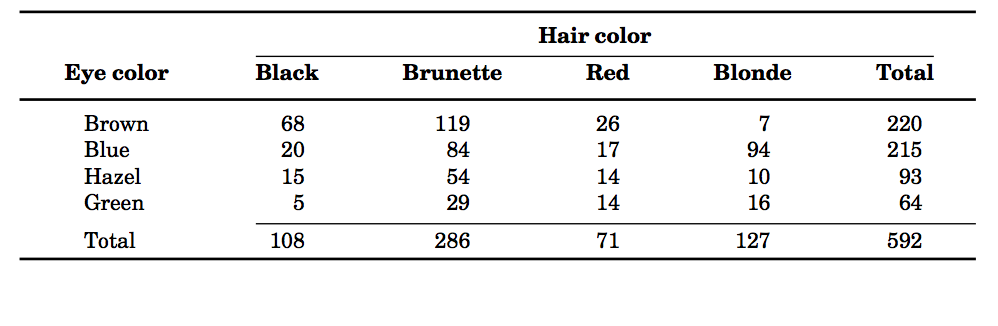 Hair color
Eye color Black Brunette Red Blonde Total
Brown 68 119 26 7 220
Blue 20 84 17 94 215
Hazel 15 54 14 10 93
Green 5 29 14 16 64
Total 108 286 71 127 592